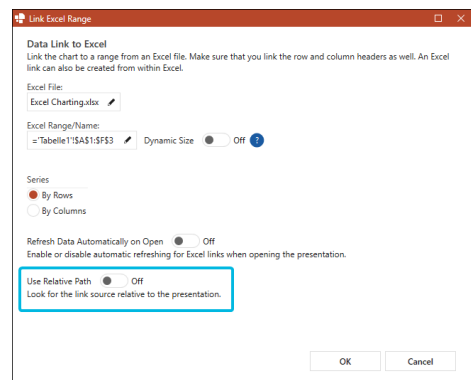 Link Excel Range
Data Link to Excel
Link the chart to a range from an Excel file. Make sure that you link the row and column headers as well. An Excel
link can also be created from within Excel.
Excel File:
Excel Charting.xlsx
Excel Range/Name:
='Tabelle1'!$A$1:$F$3 Dynamic Size Off ?
Series
By Rows
By Columns
Refresh Data Automatically on Open Off
Enable or disable automatic refreshing for Excel links when opening the presentation.
Use Relative Path Off
Look for the link source relative to the presentation.
OK Cancel